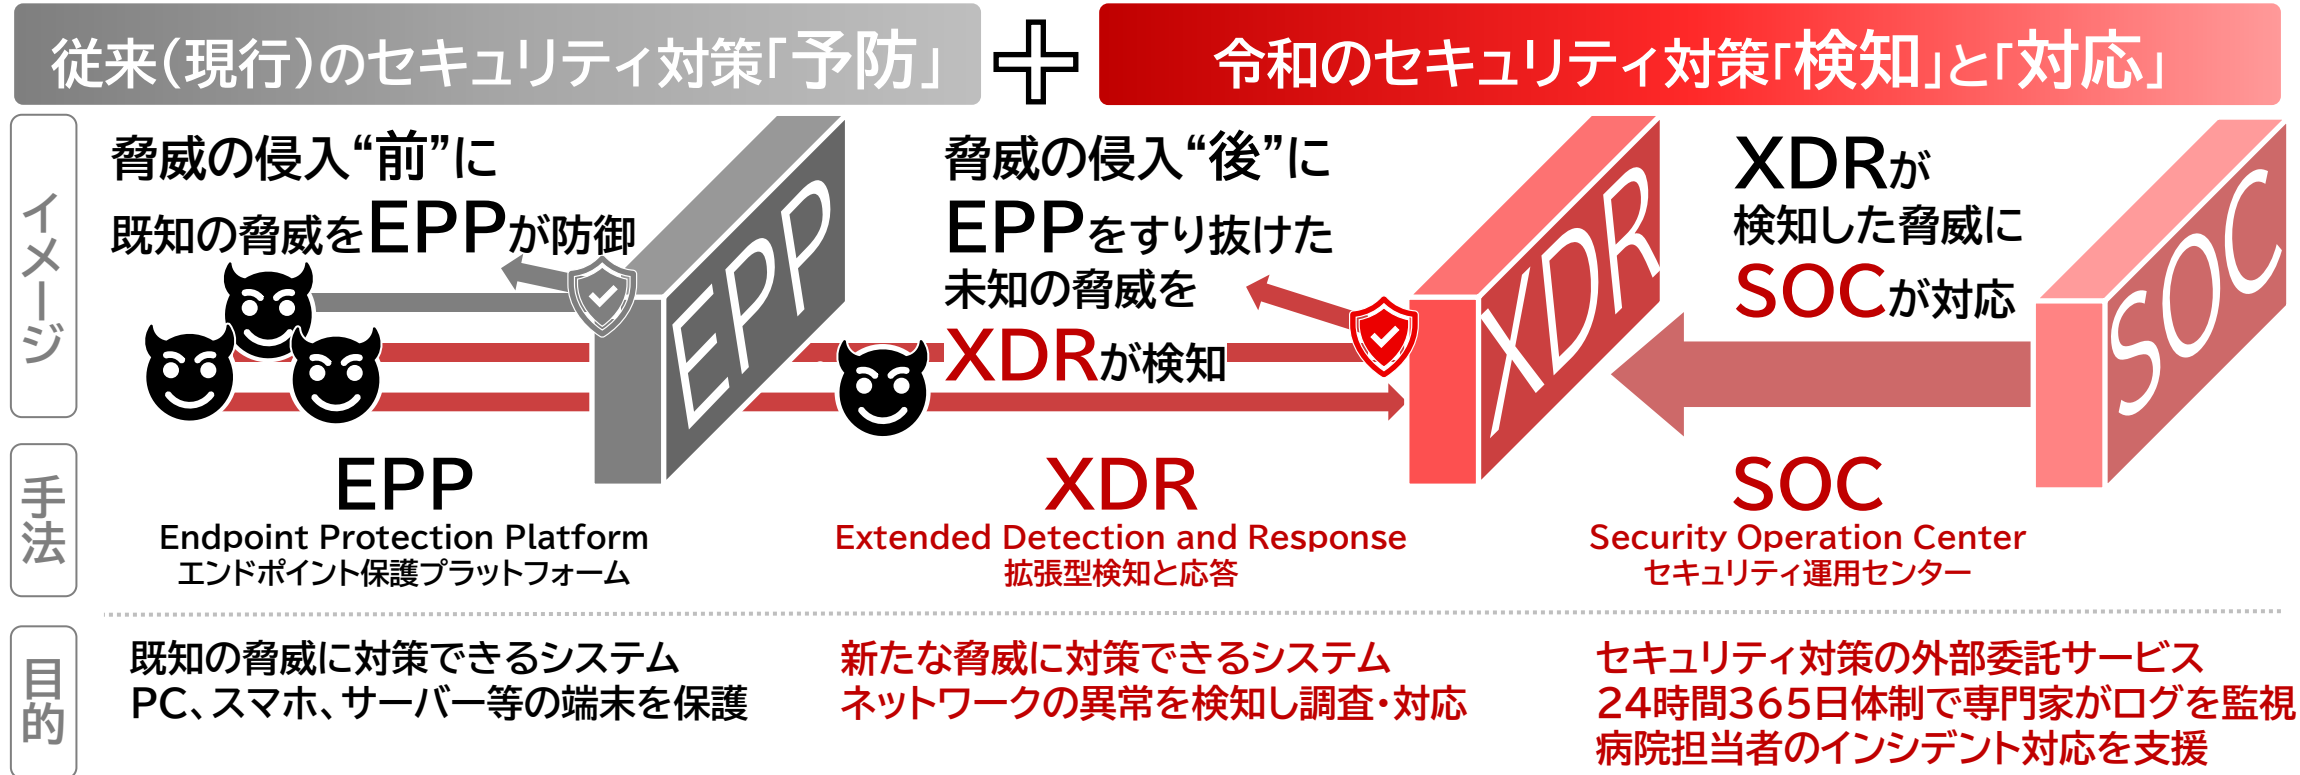 従来(現行)のセキュリティ対策「予防」
令和のセキュリティ対策「検知」と「対応」
イメージ
脅威の侵入“前”に
既知の脅威をEPPが防御
EPP
脅威の侵入“後”に
EPPをすり抜けた
未知の脅威を
XDRが検知
XDR
XDRが
検知した脅威に
SOCが対応
SOC
手法
EPP
Endpoint Protection Platform
エンドポイント保護プラットフォーム
XDR
Extended Detection and Response
拡張型検知と応答
SOC
Security Operation Center
セキュリティ運用センター
目的
既知の脅威に対策できるシステム
PC、スマホ、サーバー等の端末を保護
新たな脅威に対策できるシステム
ネットワークの異常を検知し調査・対応
セキュリティ対策の外部委託サービス
24時間365日体制で専門家がログを監視
病院担当者のインシデント対応を支援